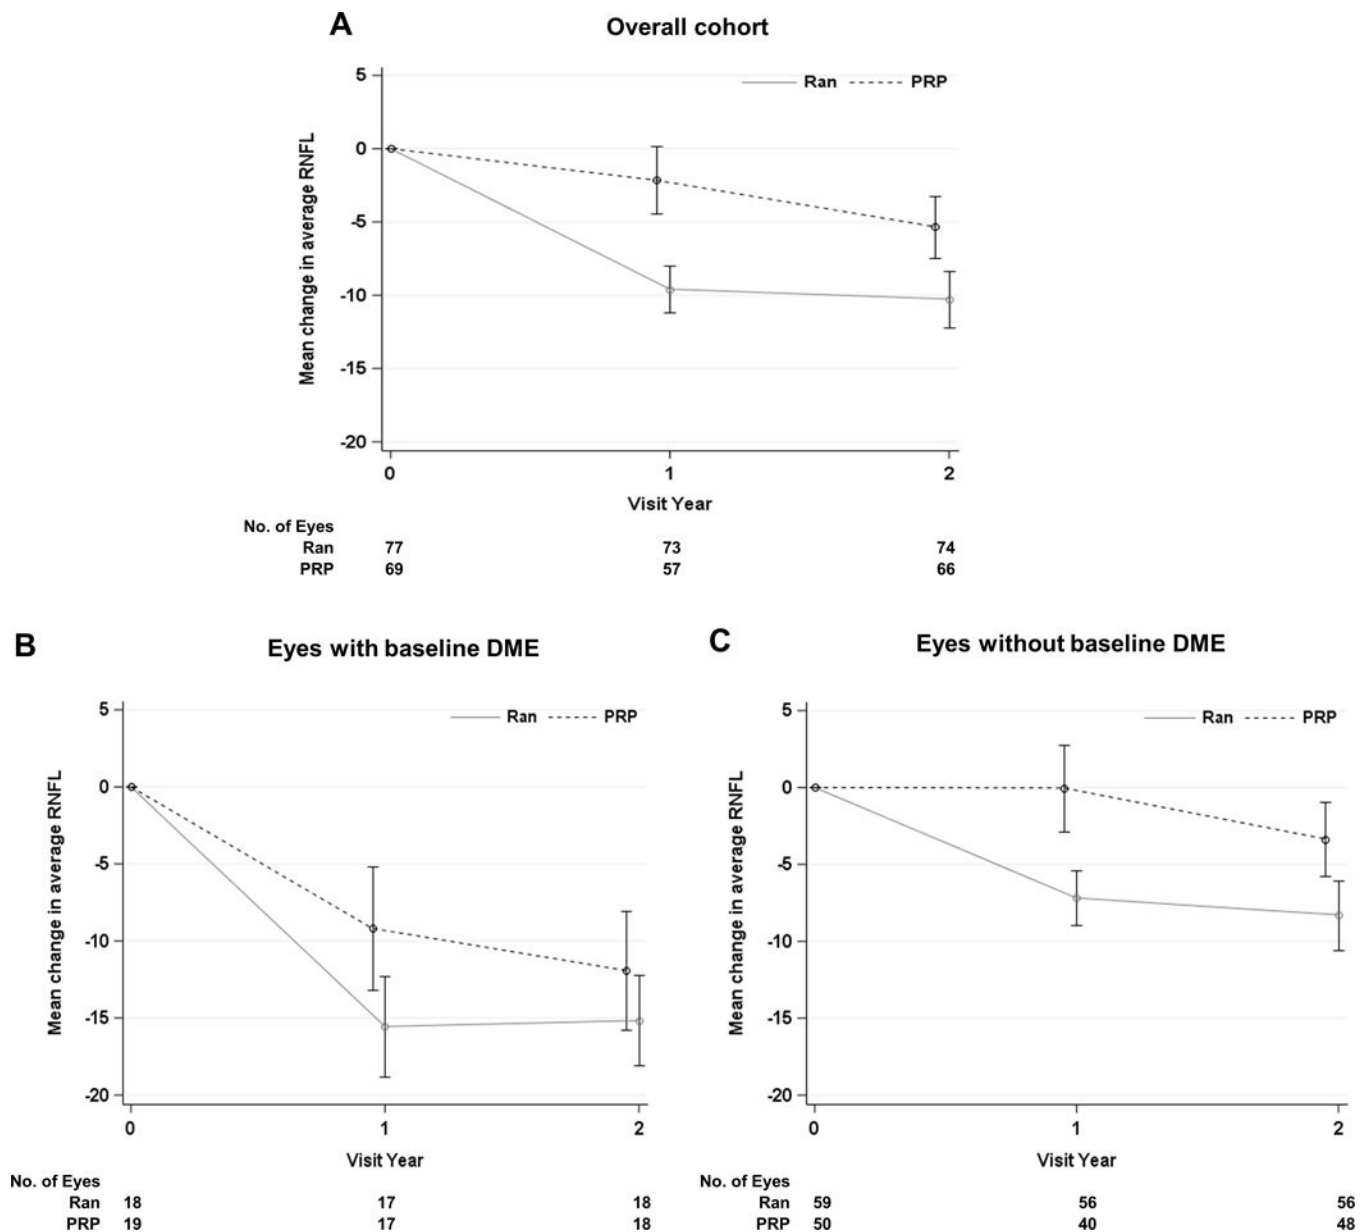 A Overall cohort
Ran PRP
5
0
-5
-10
-15
-20
Mean change in average RNFL
0 1 2
Visit Year
No. of Eyes
Ran 77 73 74
PRP 69 57 66
B Eyes with baseline DME
Ran PRP
5
0
-5
-10
-15
-20
Mean change in average RNFL
0 1 2
Visit Year
No. of Eyes
Ran 18 17 18
PRP 19 17 18
C Eyes without baseline DME
Ran PRP
5
0
-5
-10
-15
-20
Mean change in average RNFL
0 1 2
Visit Year
No. of Eyes
Ran 59 56 56
PRP 50 40 48